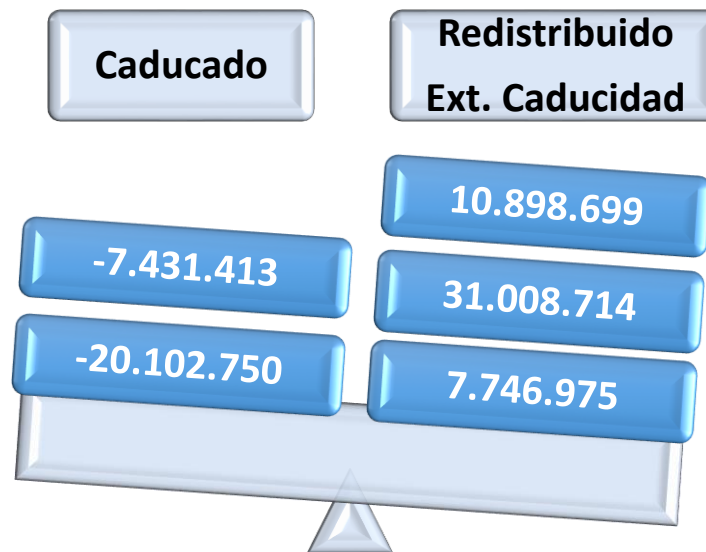 Caducado
Redistribuido
Ext. Caducidad
-7.431.413
-20.102.750
10.898.699
31.008.714
7.746.975